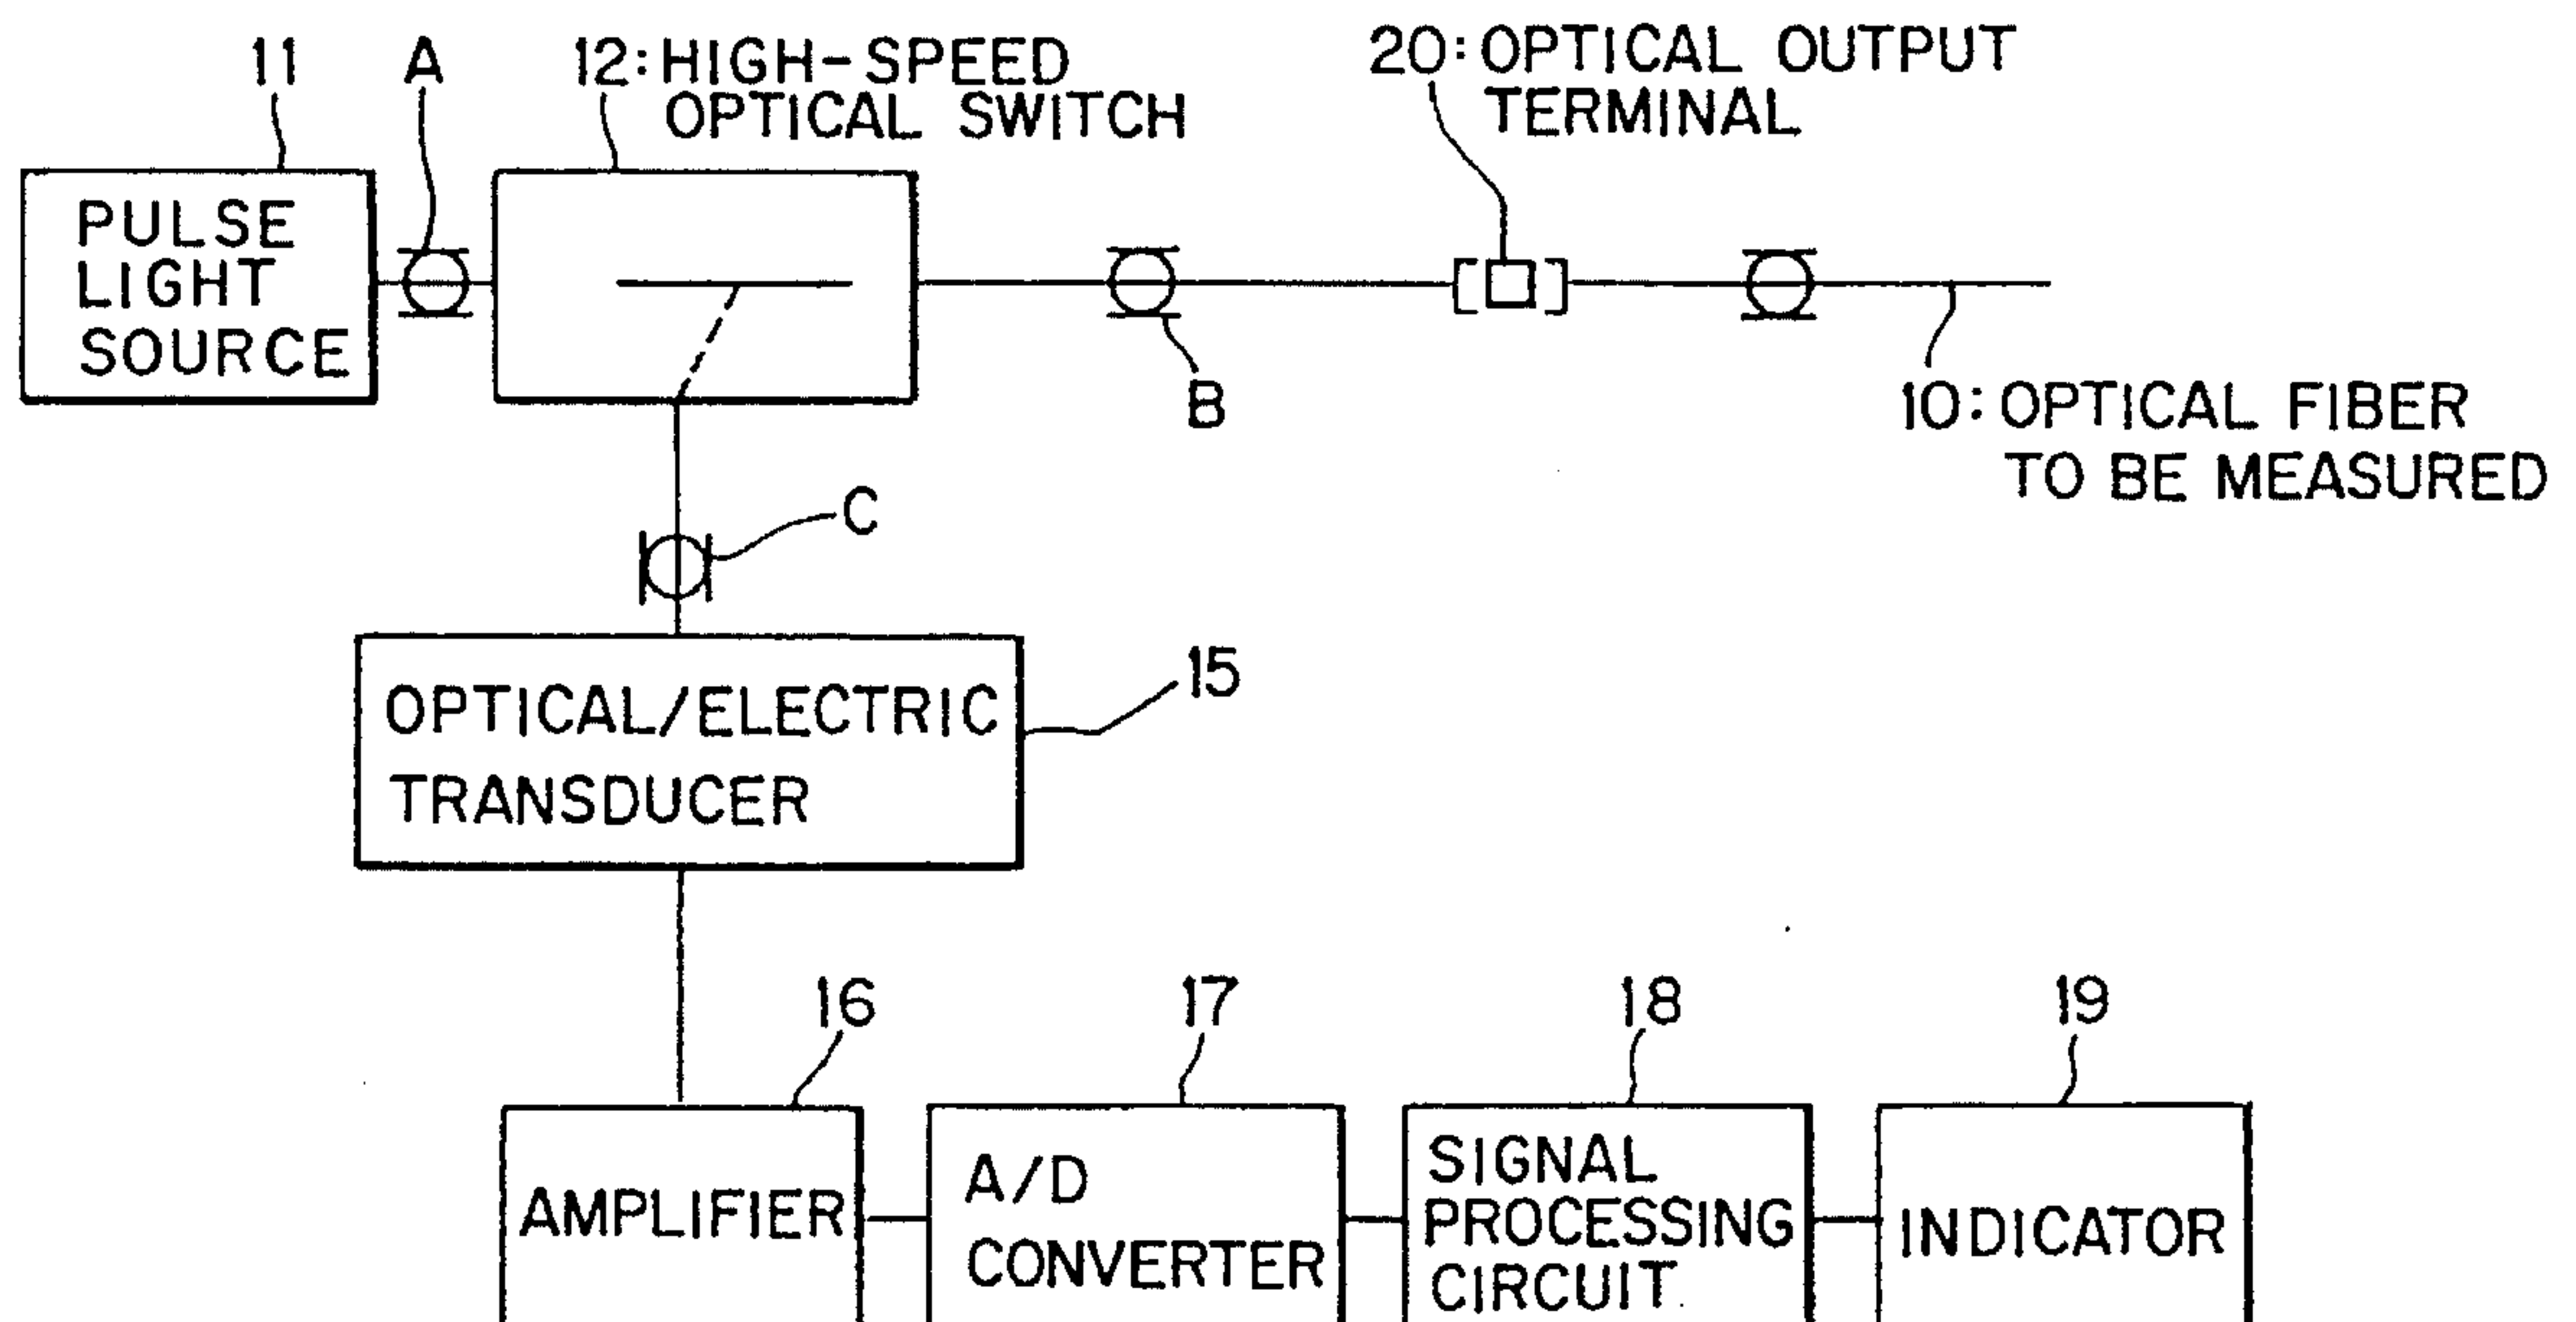 11
A
12: HIGH-SPEED
OPTICAL SWITCH
20: OPTICAL OUTPUT
TERMINAL
PULSE
LIGHT
SOURCE
B
10: OPTICAL FIBER
TO BE MEASURED
C
15
OPTICAL/ELECTRIC
TRANSDUCER
16
17
18
19
AMPLIFIER
A/D
CONVERTER
SIGNAL
PROCESSING
CIRCUIT
INDICATOR